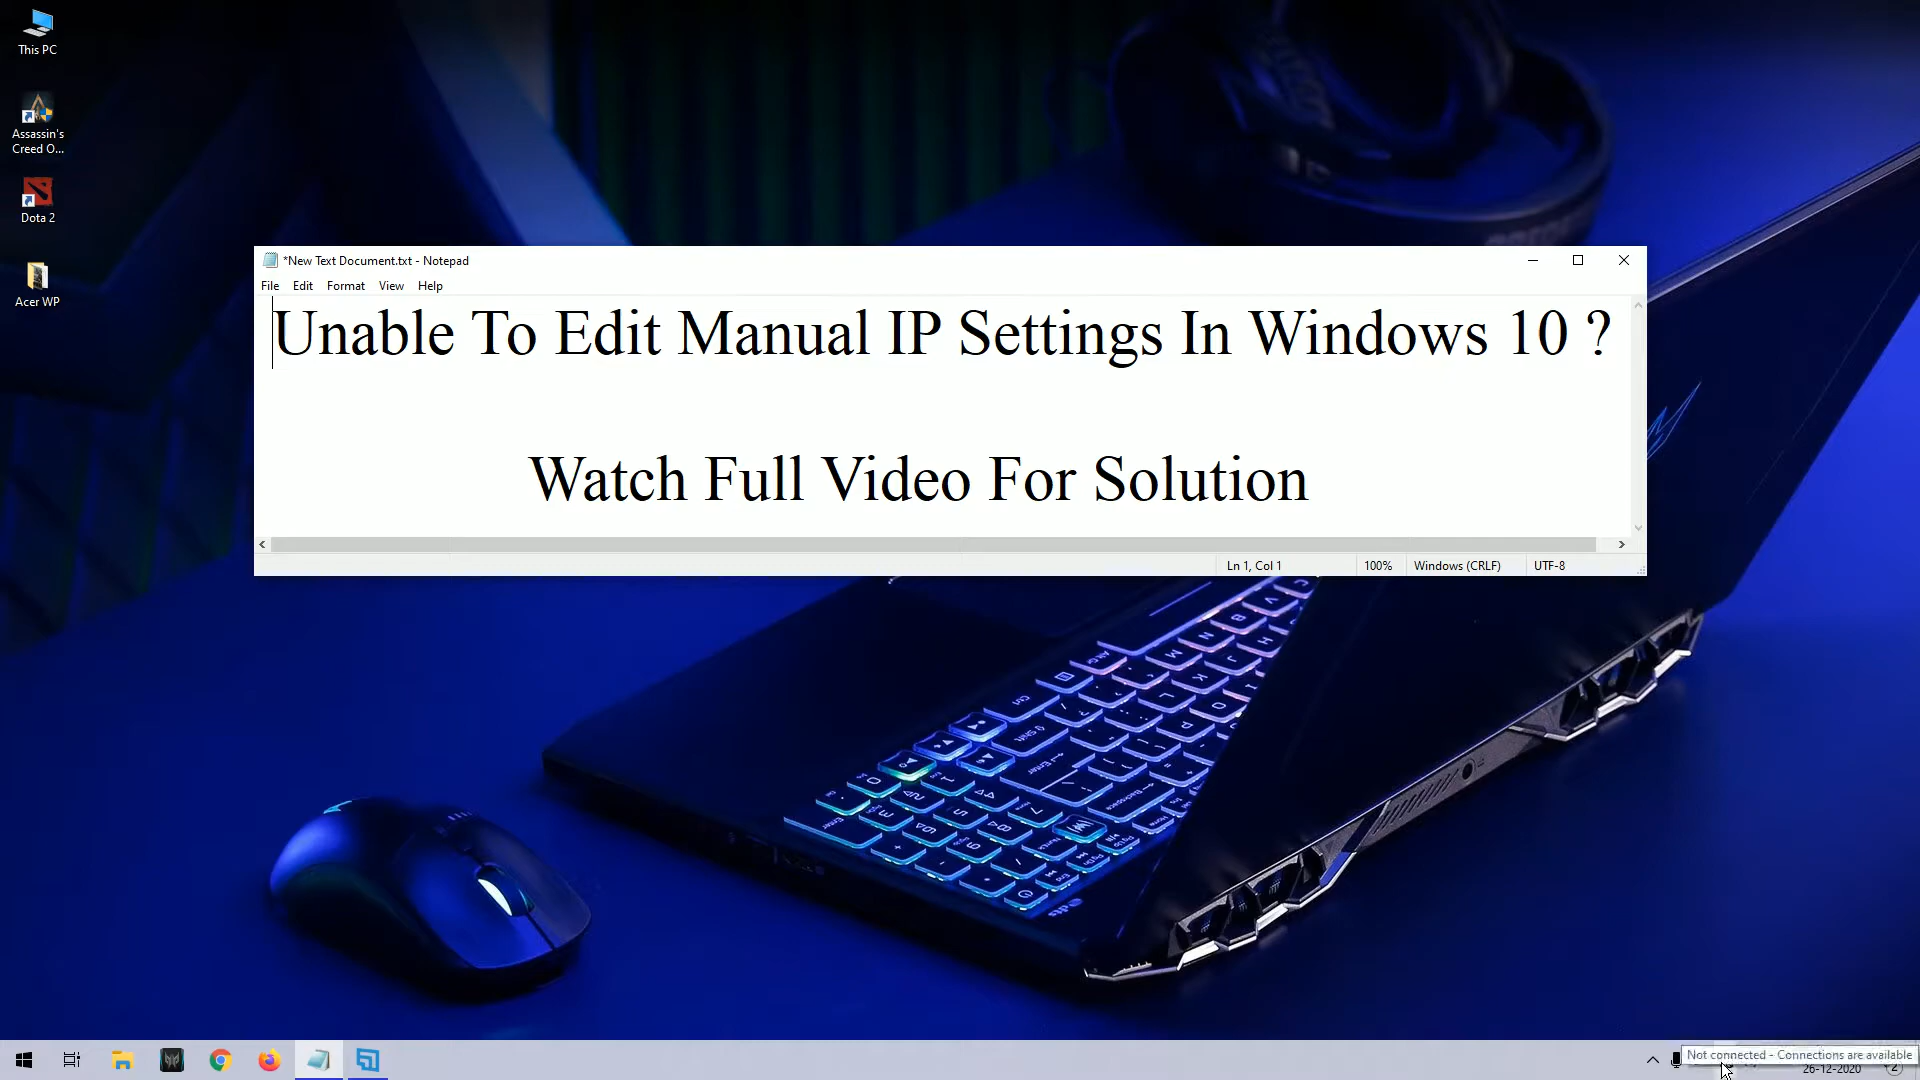 This PC
Assassin's
Creed O...
Dota 2
Acer WP
*New Text Document.txt - Notepad
File Edit Format View Help
Unable To Edit Manual IP Settings In Windows 10 ?
Watch Full Video For Solution
Ln 1, Col 1 100% Windows (CRLF) UTF-8
Not connected - Connections are available
26-12-2020
2